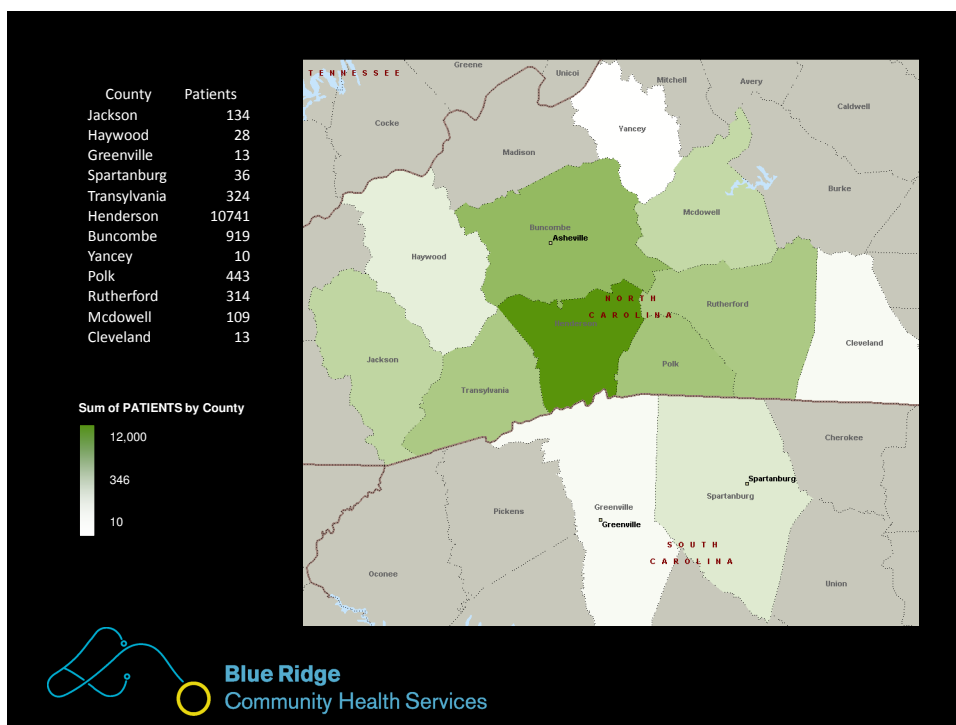 County Patients
Jackson 134
Haywood 28
Greenville 13
Spartanburg 36
Transylvania 324
Henderson 10741
Buncombe 919
Yancey 10
Polk 443
Rutherford 314
Mcdowell 109
Cleveland 13
Sum of PATIENTS by County
12,000
346
10
TENNESSEE
Greene
Unicoi
Mitchell
Avery
Caldwell
Cocke
Yancey
Madison
Burke
Mcdowell
Buncombe
Asheville
Haywood
NORTH
CAROLINA
Rutherford
Henderson
Cleveland
Jackson
Polk
Transylvania
Cherokee
Spartanburg
Spartanburg
Pickens
Greenville
Greenville
SOUTH
CAROLINA
Oconee
Union
Blue Ridge
Community Health Services